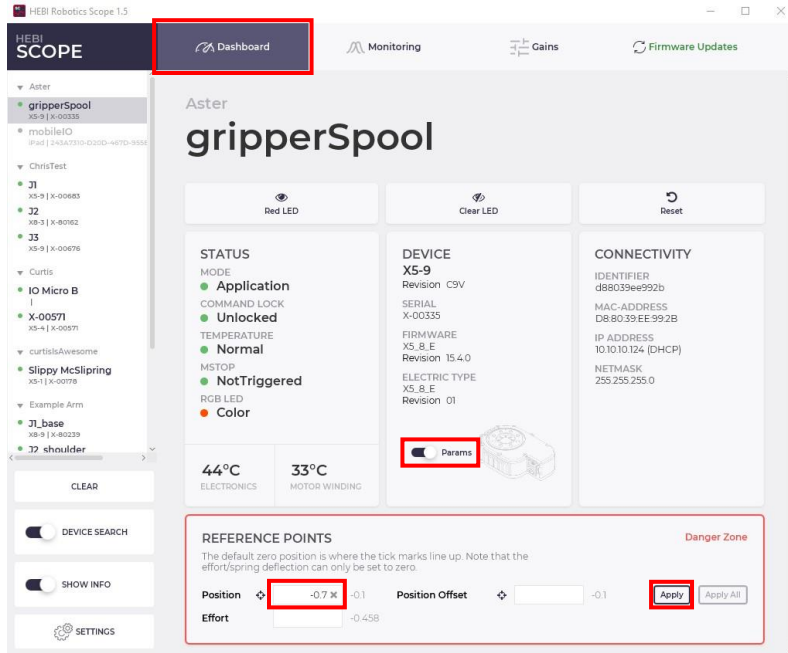 HEBI Robotics Scope 1.5
HEBI
SCOPE
Dashboard
Monitoring
Gains
Firmware Updates
Aster
gripperSpool
X5-9 | X-00335
mobileIO
iPad | 243A7310-D20D-467D-955E
ChrisTest
J1
X5-9 | X-00683
J2
X8-3 | X-80162
J3
X5-9 | X-00676
Curtis
IO Micro B
|
X-00571
X5-4 | X-00571
curtisIsAwesome
Slippy McSlipring
X5-1 | X-00178
Example Arm
J1_base
X8-9 | X-80239
J2_shoulder
CLEAR
DEVICE SEARCH
SHOW INFO
SETTINGS
Aster
gripperSpool
Red LED
Clear LED
Reset
STATUS
MODE
Application
COMMAND LOCK
Unlocked
TEMPERATURE
Normal
MSTOP
NotTriggered
RGB LED
Color
44°C
ELECTRONICS
33°C
MOTOR WINDING
DEVICE
X5-9
Revision C9V
SERIAL
X-00335
FIRMWARE
X5_8_E
Revision 15.4.0
ELECTRIC TYPE
X5_8_E
Revision 01
Params
CONNECTIVITY
IDENTIFIER
d88039ee992b
MAC-ADDRESS
D8:80:39:EE:99:2B
IP ADDRESS
10.10.10.124 (DHCP)
NETMASK
255.255.255.0
REFERENCE POINTS
Danger Zone
The default zero position is where the tick marks line up. Note that the
effort/spring deflection can only be set to zero.
Position -0.7 -0.1 Position Offset -0.1 Apply Apply All
Effort -0.458